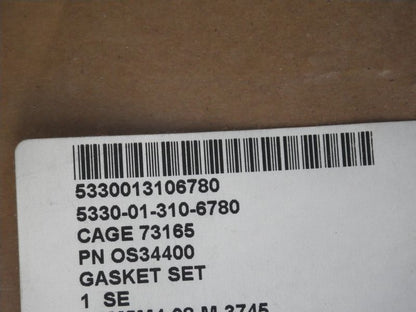 5330013106780
5330-01-310-6780
CAGE 73165
PN OS34400
GASKET SET
1 SE